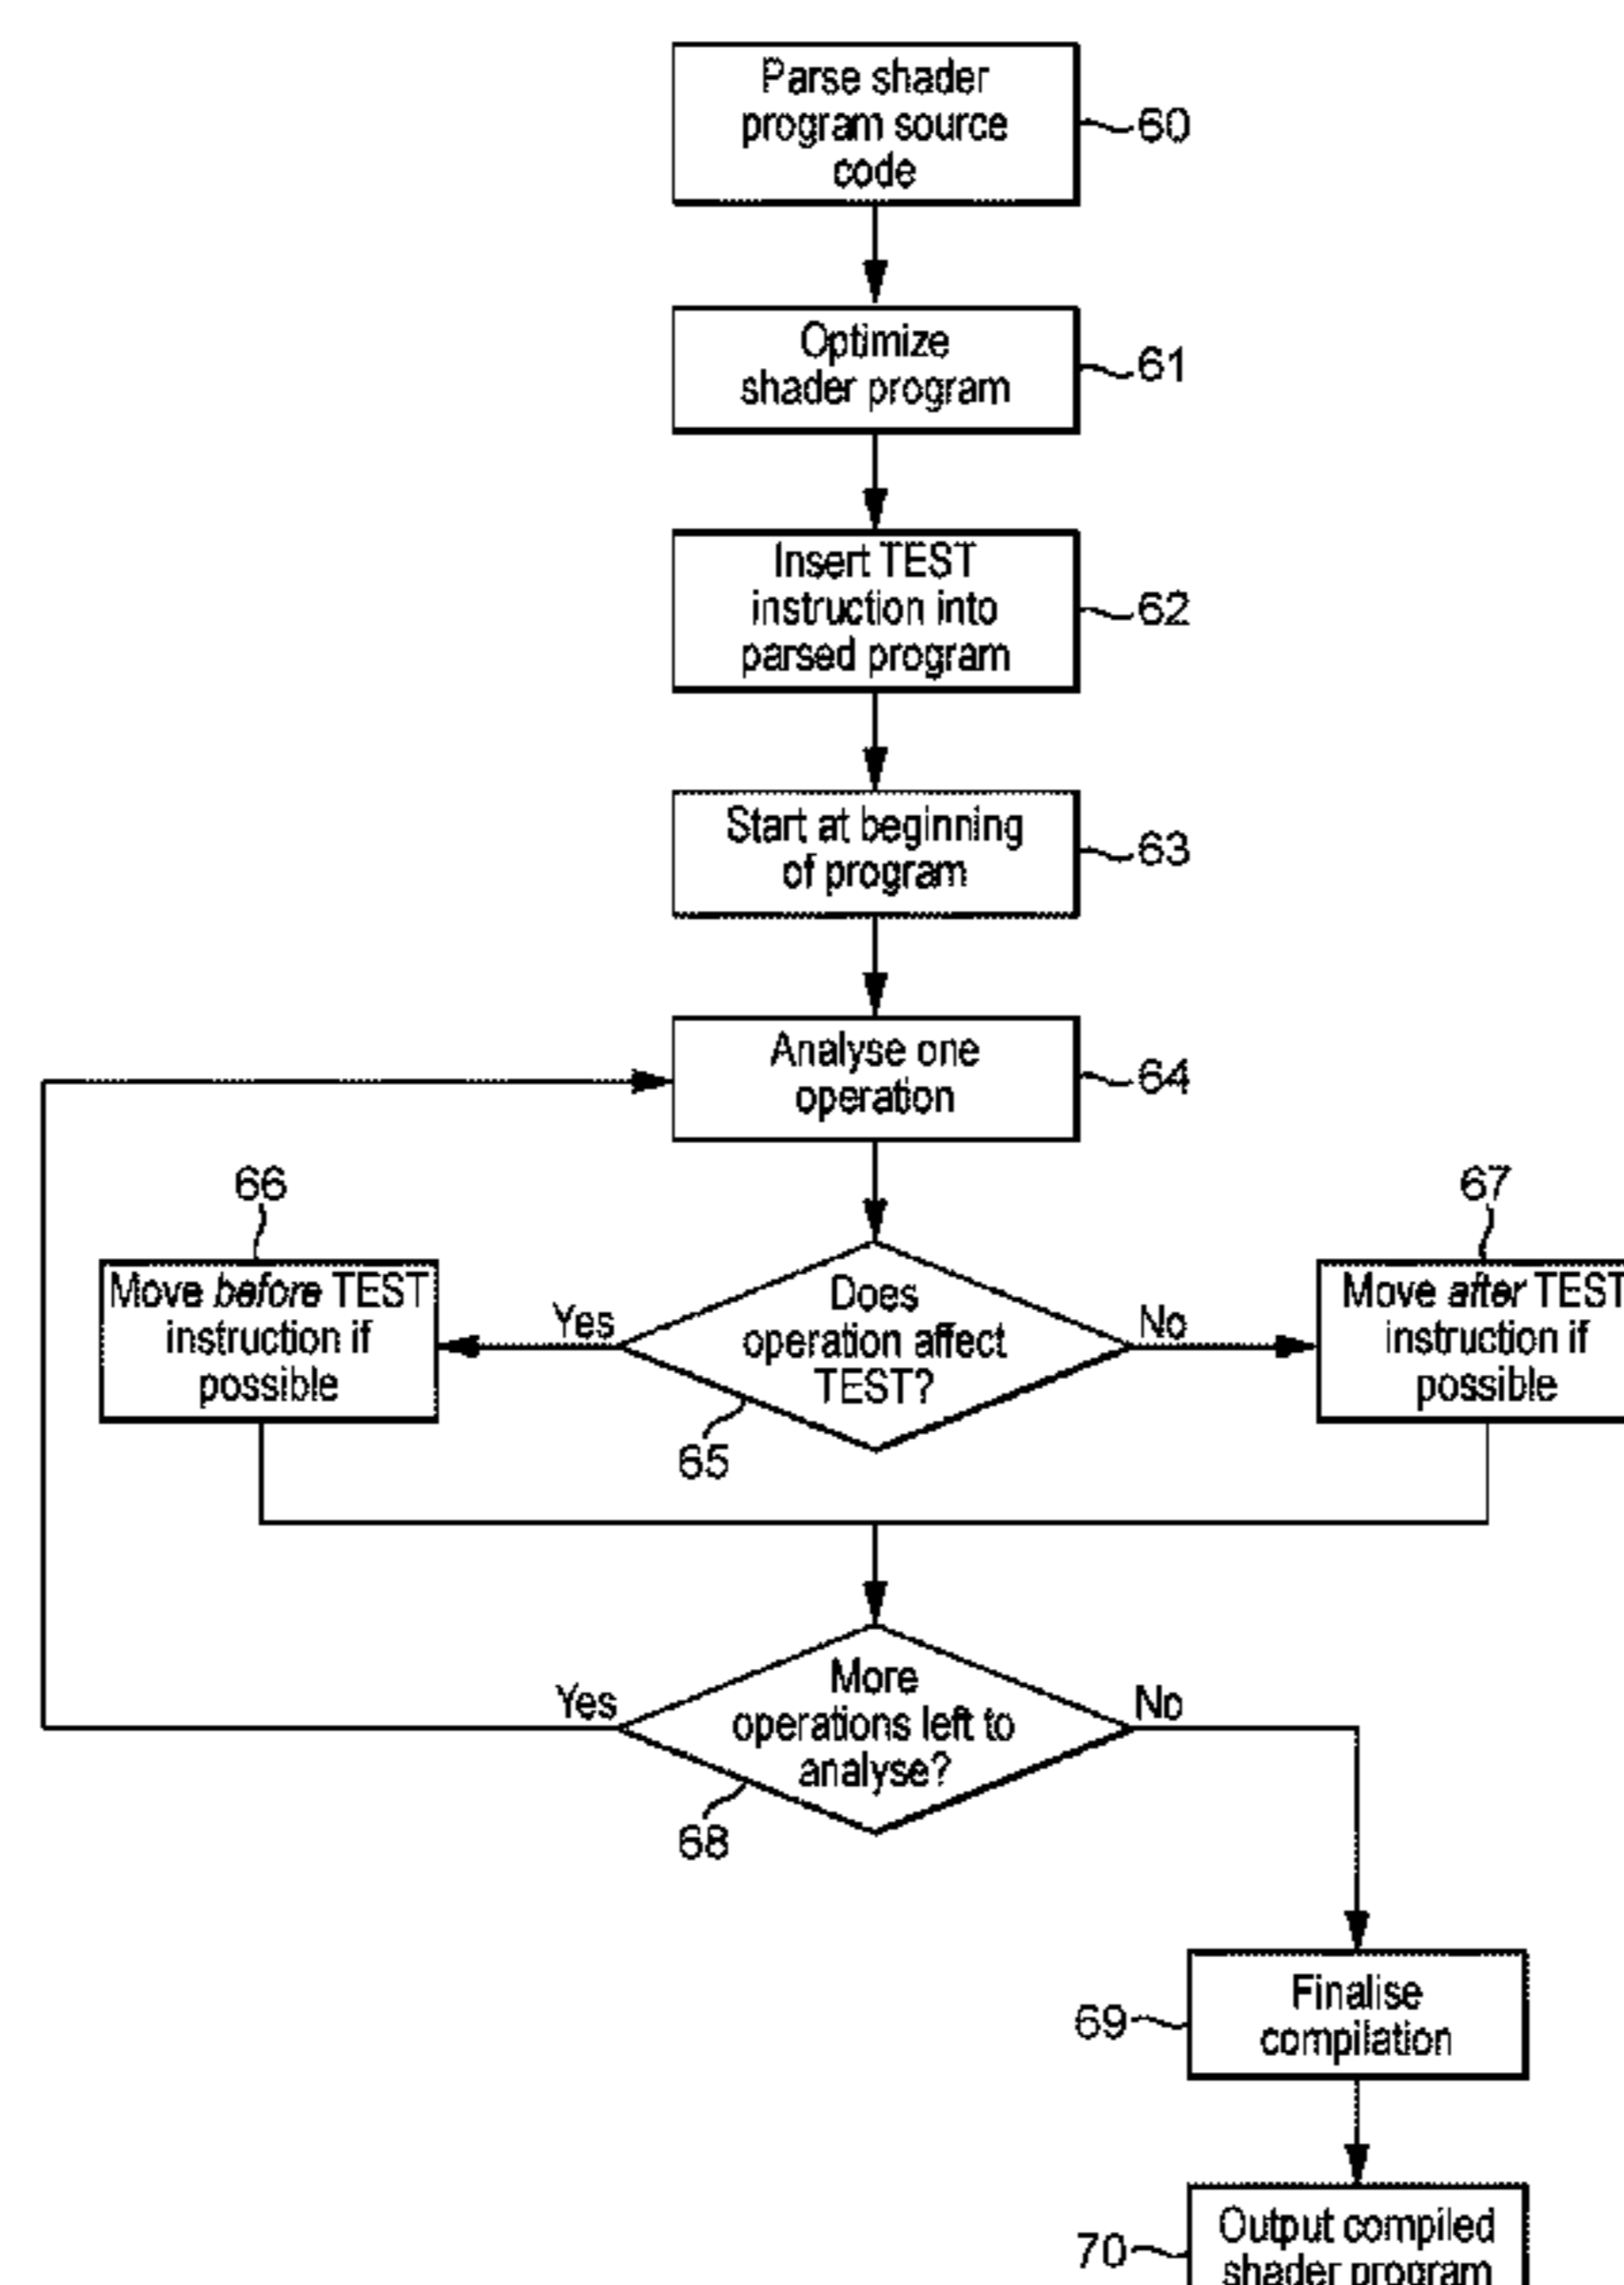 Parse shader
program source
code
60
Optimize
shader program
61
Insert TEST
instruction into
parsed program
62
Start at beginning
of program
63
Analyse one
operation
64
66
67
Move before TEST
instruction if
possible
Yes
Does
operation affect
TEST?
No
Move after TEST
instruction if
possible
65
Yes
More
operations left to
analyse?
No
68
Finalise
compilation
69
Output compiled
shader program
70